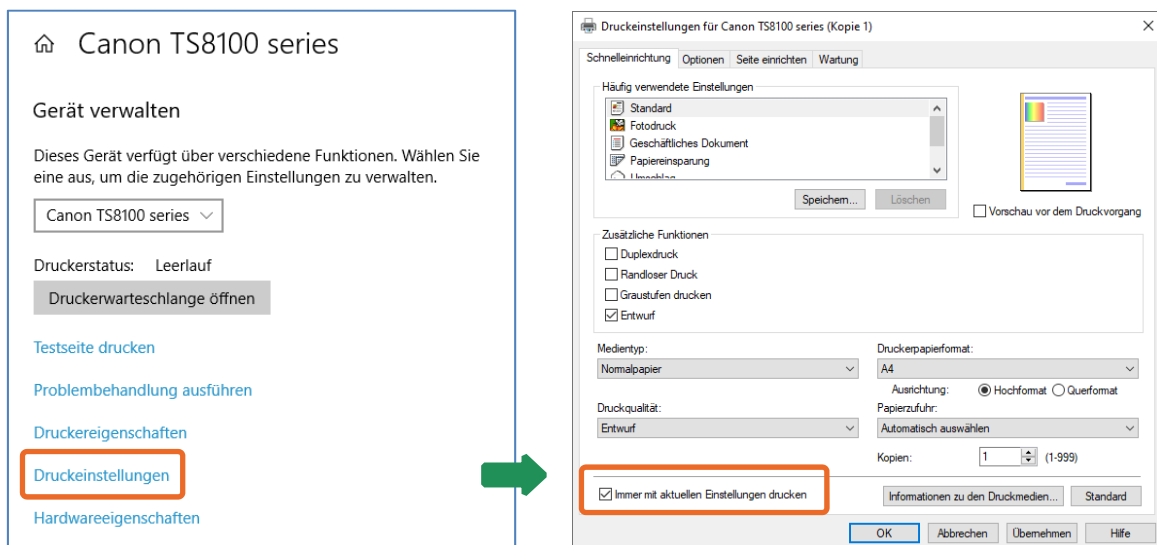 Canon TS8100 series
Gerät verwalten
Dieses Gerät verfügt über verschiedene Funktionen. Wählen Sie
eine aus, um die zugehörigen Einstellungen zu verwalten.
Canon TS8100 series
Druckerstatus: Leerlauf
Druckerwarteschlange öffnen
Testseite drucken
Problembehandlung ausführen
Druckereigenschaften
Druckeinstellungen
Hardwareeigenschaften
Druckeinstellungen für Canon TS8100 series (Kopie 1)
Schnelleinrichtung Optionen Seite einrichten Wartung
Häufig verwendete Einstellungen
Standard
Fotodruck
Geschäftliches Dokument
Papiereinsparung
Umschlag
Speichern... Löschen
Vorschau vor dem Druckvorgang
Zusätzliche Funktionen
Duplexdruck
Randloser Druck
Graustufen drucken
Entwurf
Medientyp: Druckerpapierformat:
Normalpapier A4
Ausrichtung: Hochformat Querformat
Druckqualität: Papierzufuhr:
Entwurf Automatisch auswählen
Kopien: 1 (1-999)
Immer mit aktuellen Einstellungen drucken Informationen zu den Druckmedien... Standard
OK Abbrechen Übernehmen Hilfe